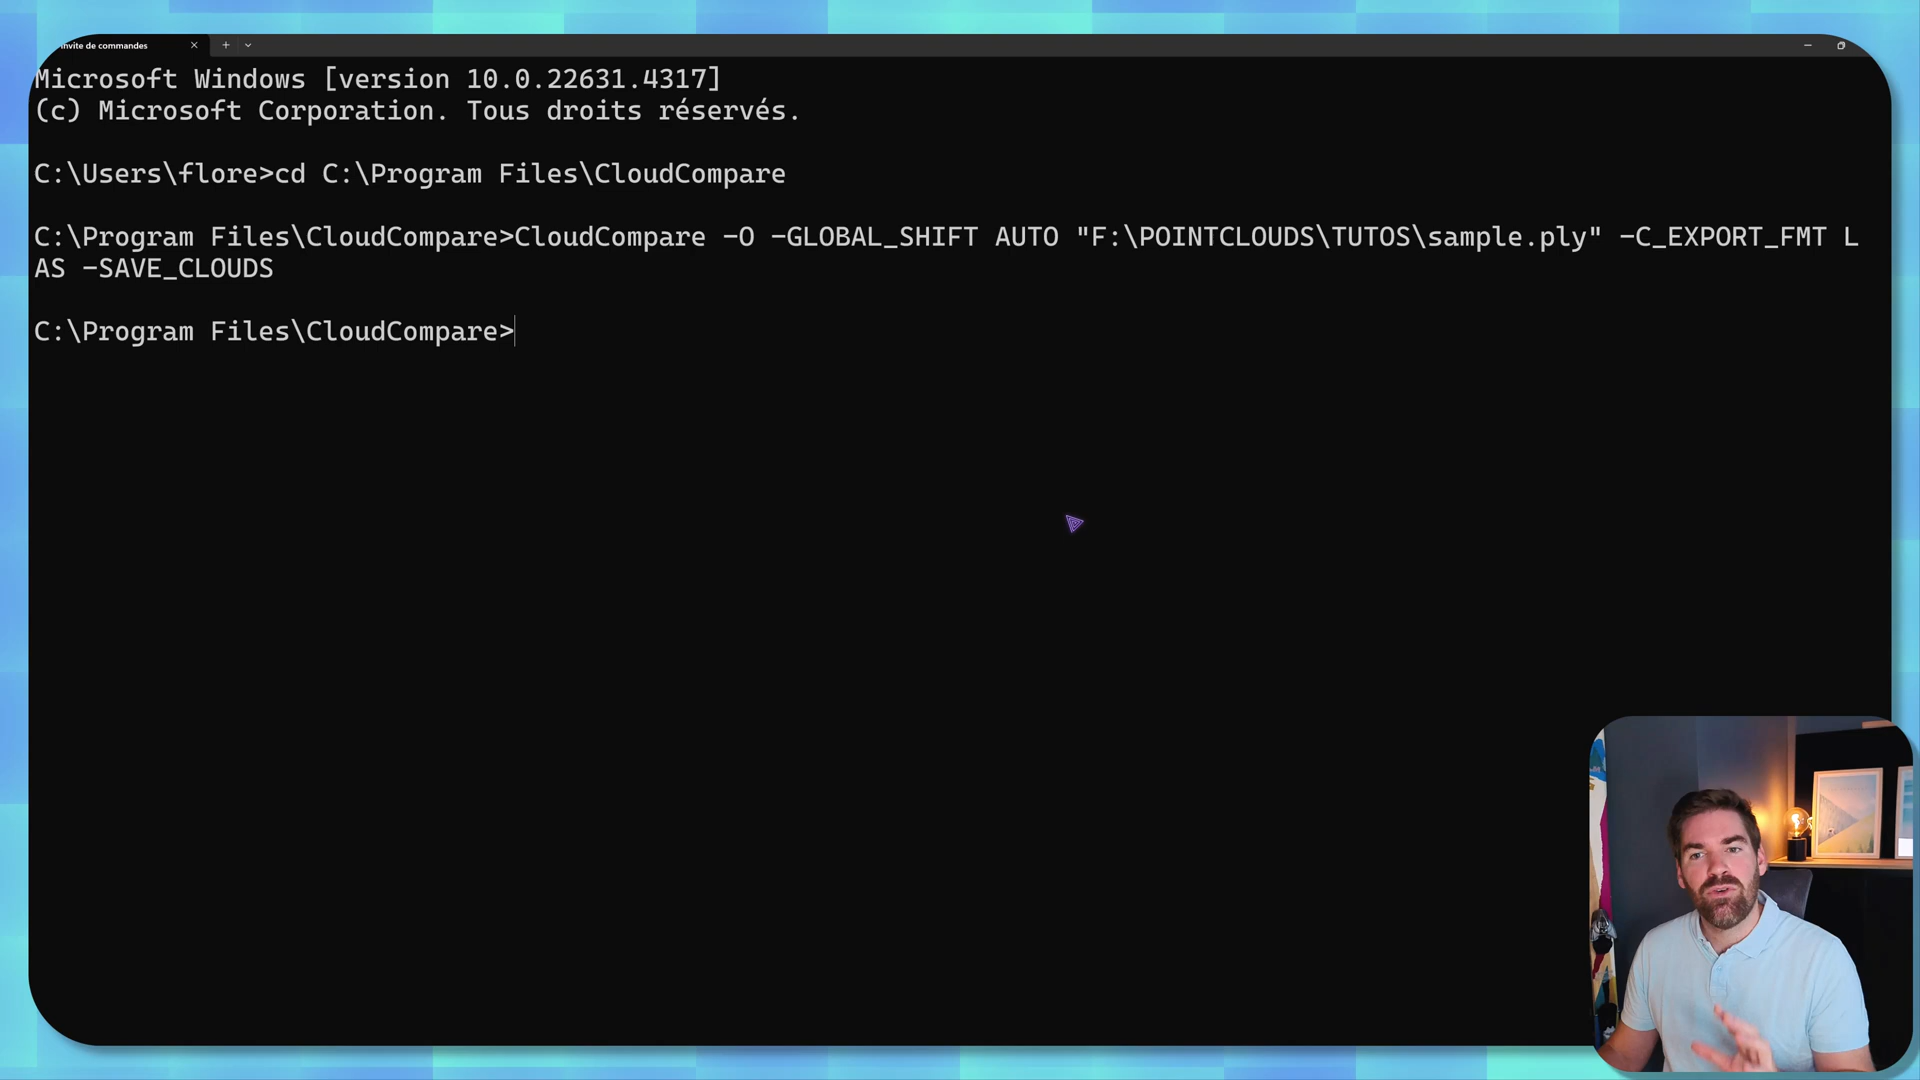 Invite de commandes
Microsoft Windows [version 10.0.22631.4317]
(c) Microsoft Corporation. Tous droits réservés.
C:\Users\flore>cd C:\Program Files\CloudCompare
C:\Program Files\CloudCompare>CloudCompare -O -GLOBAL_SHIFT AUTO "F:\POINTCLOUDS\TUTOS\sample.ply" -C_EXPORT_FMT L
AS -SAVE_CLOUDS
C:\Program Files\CloudCompare>